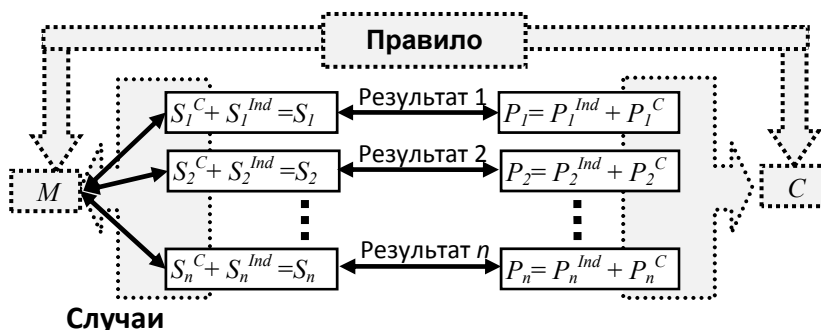 Правило
S₁ᶜ + S₁ᴵⁿᵈ =S₁ Результат 1 P₁= P₁ᴵⁿᵈ + P₁ᶜ
S₂ᶜ + S₂ᴵⁿᵈ =S₂ Результат 2 P₂= P₂ᴵⁿᵈ + P₂ᶜ
M C
Sₙᶜ + Sₙᴵⁿᵈ =Sₙ Результат n Pₙ= Pₙᴵⁿᵈ + Pₙᶜ
Случаи